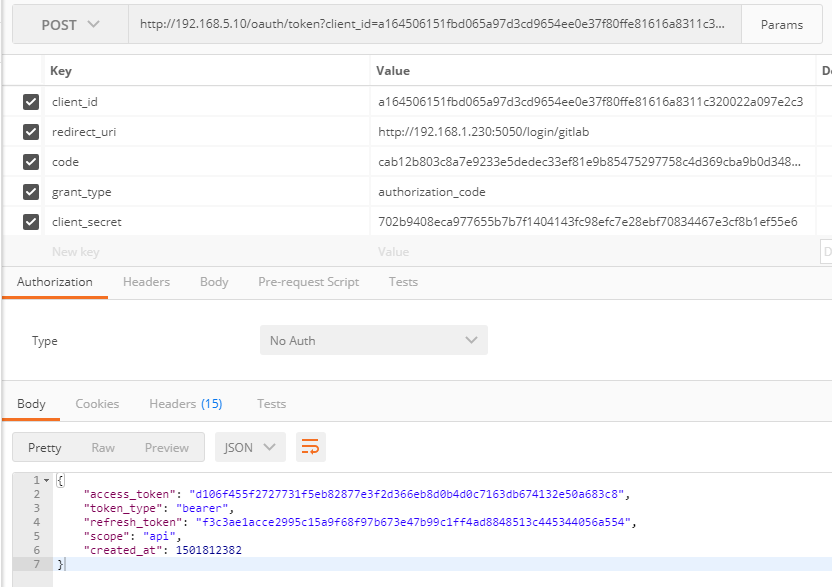 POST http://192.168.5.10/oauth/token?client_id=a164506151fbd065a97d3cd9654ee0e37f80ffe81616a8311c3... Params
Key Value De
client_id a164506151fbd065a97d3cd9654ee0e37f80ffe81616a8311c320022a097e2c3
redirect_uri http://192.168.1.230:5050/login/gitlab
code cab12b803c8a7e9233e5dedec33ef81e9b85475297758c4d369cba9b0d348...
grant_type authorization_code
client_secret 702b9408eca977655b7b7f1404143fc98efc7e28ebf70834467e3cf8b1ef55e6
New key Value D
Authorization Headers Body Pre-request Script Tests
Type No Auth
Body Cookies Headers (15) Tests
Pretty Raw Preview JSON
1 {
2 "access_token": "d106f455f2727731f5eb82877e3f2d366eb8d0b4d0c7163db674132e50a683c8",
3 "token_type": "bearer",
4 "refresh_token": "f3c3ae1acce2995c15a9f68f97b673e47b99c1ff4ad8848513c445344056a554",
5 "scope": "api",
6 "created_at": 1501812382
7 }